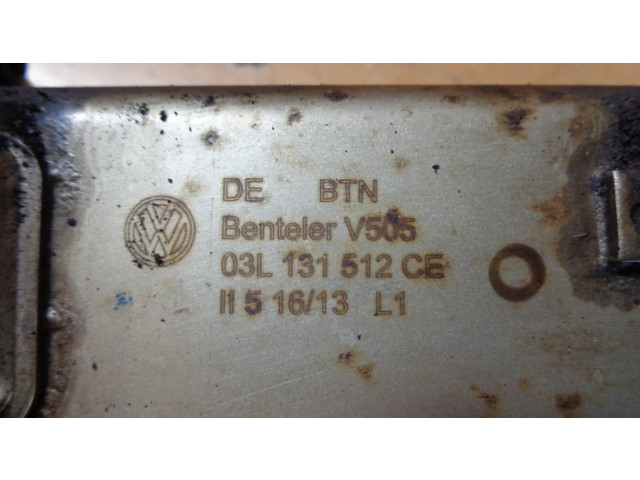 DE BTN
Benteler V505
03L 131 512 CE
II 5 16/13 L1